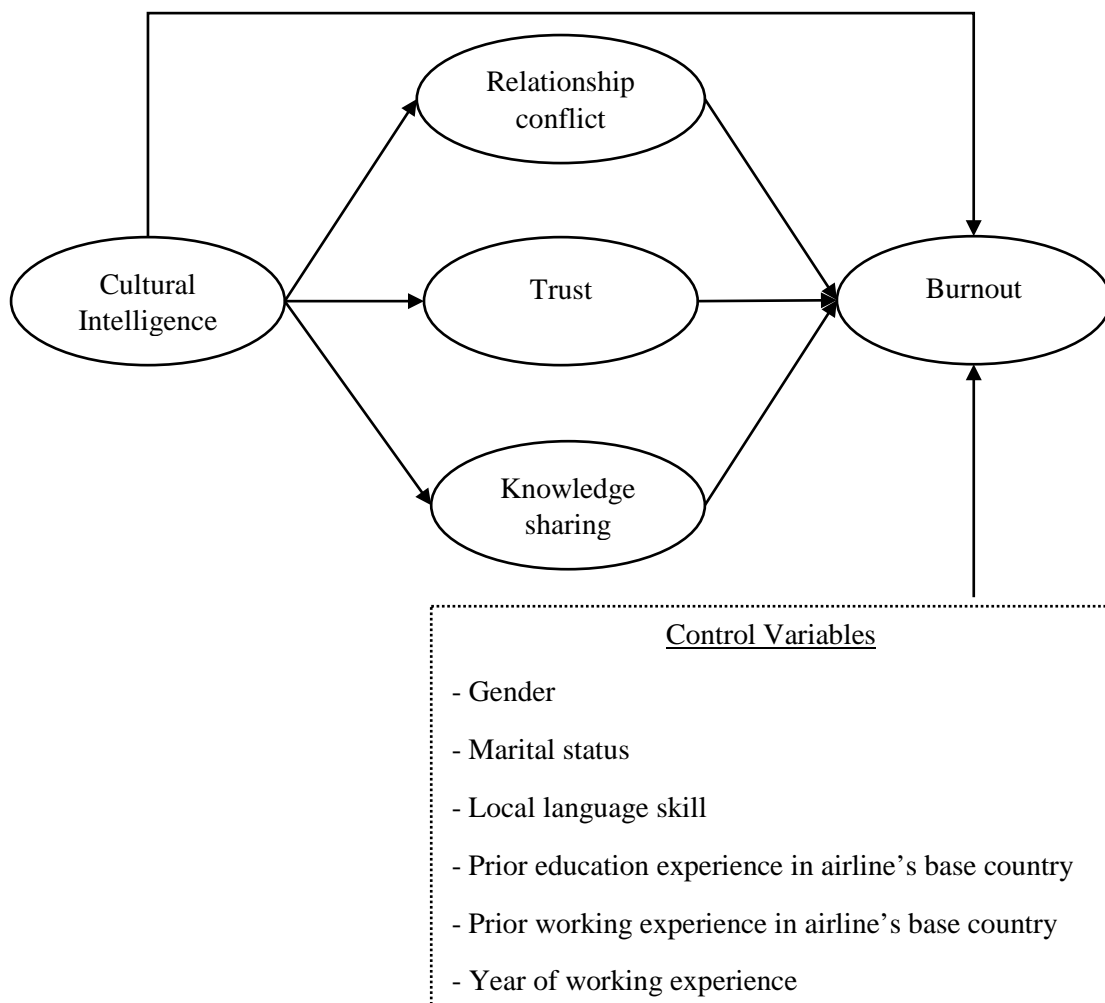 Relationship
conflict
Cultural
Intelligence
Trust
Burnout
Knowledge
sharing
Control Variables
- Gender
- Marital status
- Local language skill
- Prior education experience in airline’s base country
- Prior working experience in airline’s base country
- Year of working experience